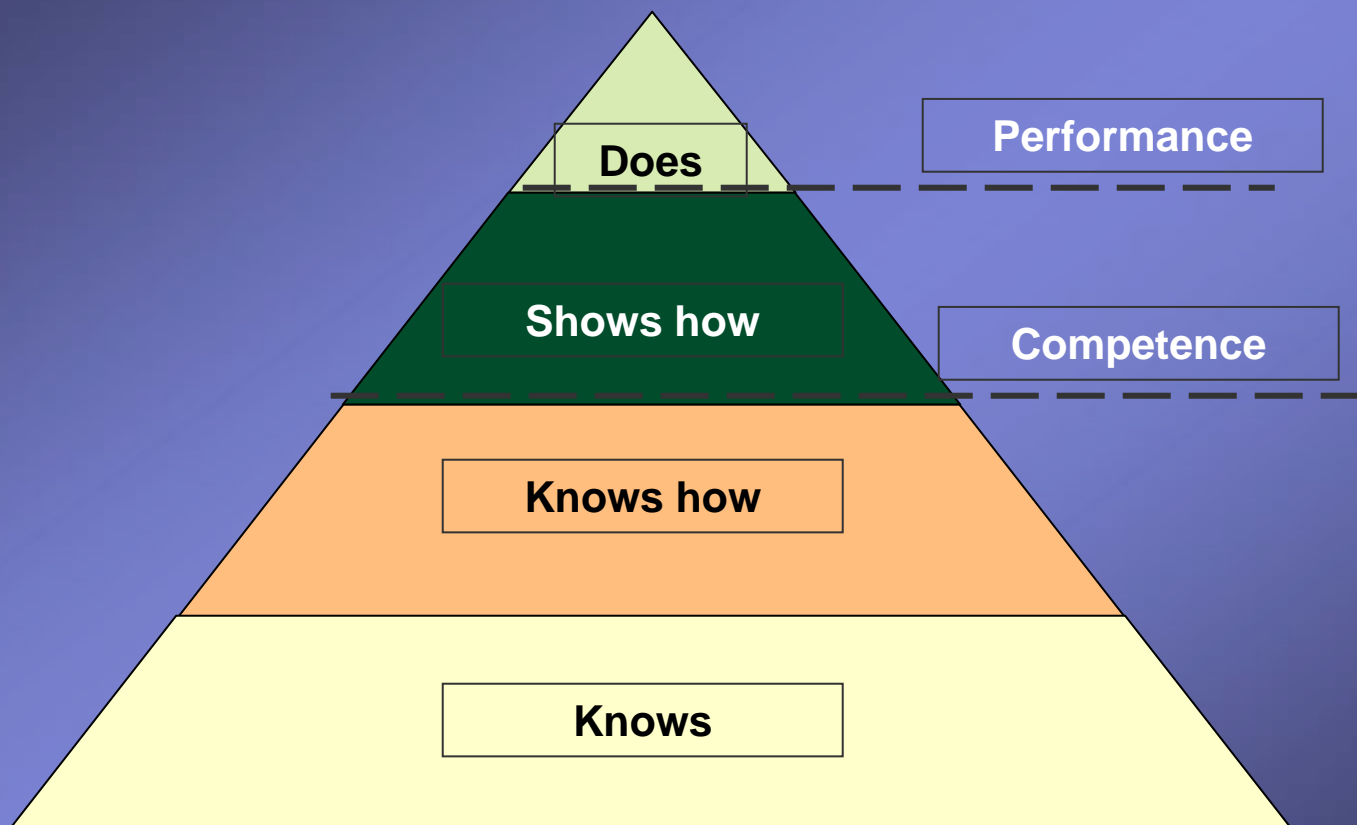 Does
Performance
Shows how
Competence
Knows how
Knows